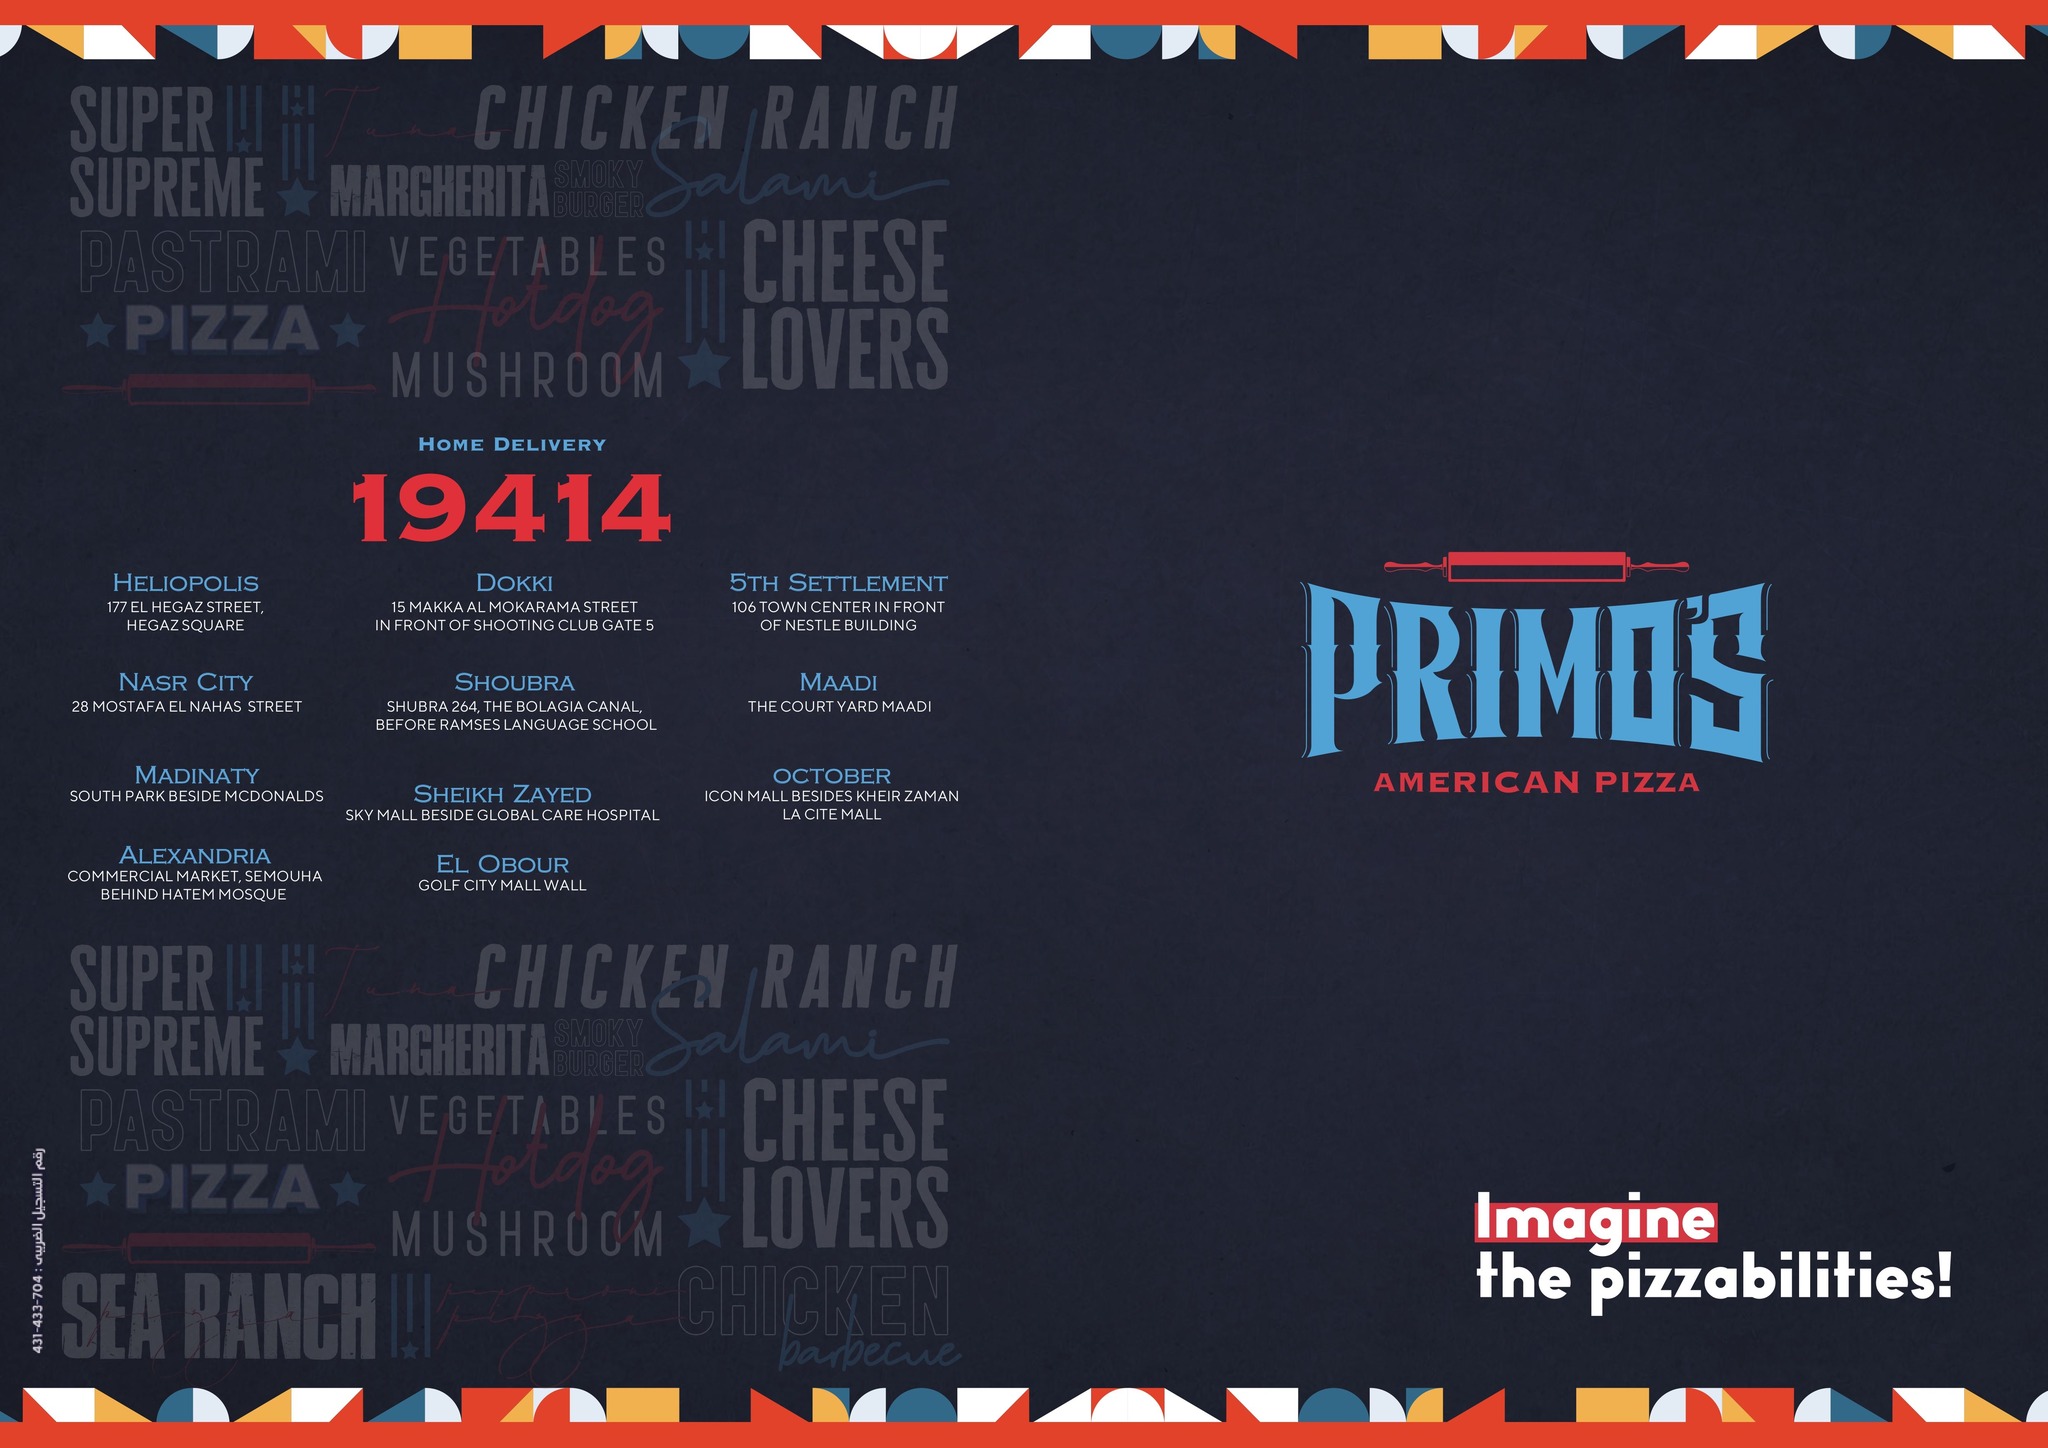 SUPER
SUPREME
Tuna
CHICKEN RANCH
MARGHERITA
SMOKY
BURGER
Salami
PASTRAMI
PIZZA
VEGETABLES
Hotdog
MUSHROOM
CHEESE
LOVERS
HOME DELIVERY
19414
HELIOPOLIS
177 EL HEGAZ STREET,
HEGAZ SQUARE
DOKKI
15 MAKKA AL MOKARAMA STREET
IN FRONT OF SHOOTING CLUB GATE 5
5TH SETTLEMENT
106 TOWN CENTER IN FRONT
OF NESTLE BUILDING
NASR CITY
28 MOSTAFA EL NAHAS STREET
SHOUBRA
SHUBRA 264, THE BOLAGIA CANAL,
BEFORE RAMSES LANGUAGE SCHOOL
MAADI
THE COURT YARD MAADI
MADINATY
SOUTH PARK BESIDE MCDONALDS
SHEIKH ZAYED
SKY MALL BESIDE GLOBAL CARE HOSPITAL
OCTOBER
ICON MALL BESIDES KHEIR ZAMAN
LA CITE MALL
ALEXANDRIA
COMMERCIAL MARKET, SEMOUHA
BEHIND HATEM MOSQUE
EL OBOUR
GOLF CITY MALL WALL
SUPER
SUPREME
Tuna
CHICKEN RANCH
MARGHERITA
SMOKY
BURGER
Salami
PASTRAMI
PIZZA
VEGETABLES
Hotdog
MUSHROOM
CHEESE
LOVERS
SEA RANCH
CHICKEN
barbecue
رقم التسجيل الضريبى : 704-433-431
PRIMO'S
AMERICAN PIZZA
Imagine
the pizzabilities!